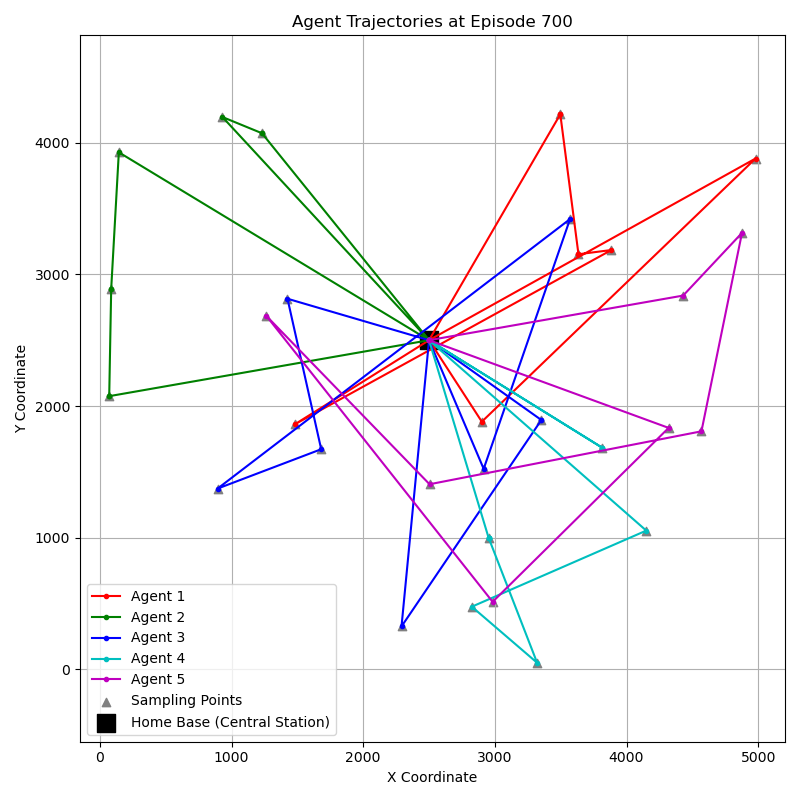 Agent Trajectories at Episode 700
Y Coordinate
4000
3000
2000
1000
0
Agent 1
Agent 2
Agent 3
Agent 4
Agent 5
Sampling Points
Home Base (Central Station)
0 1000 2000 3000 4000 5000
X Coordinate